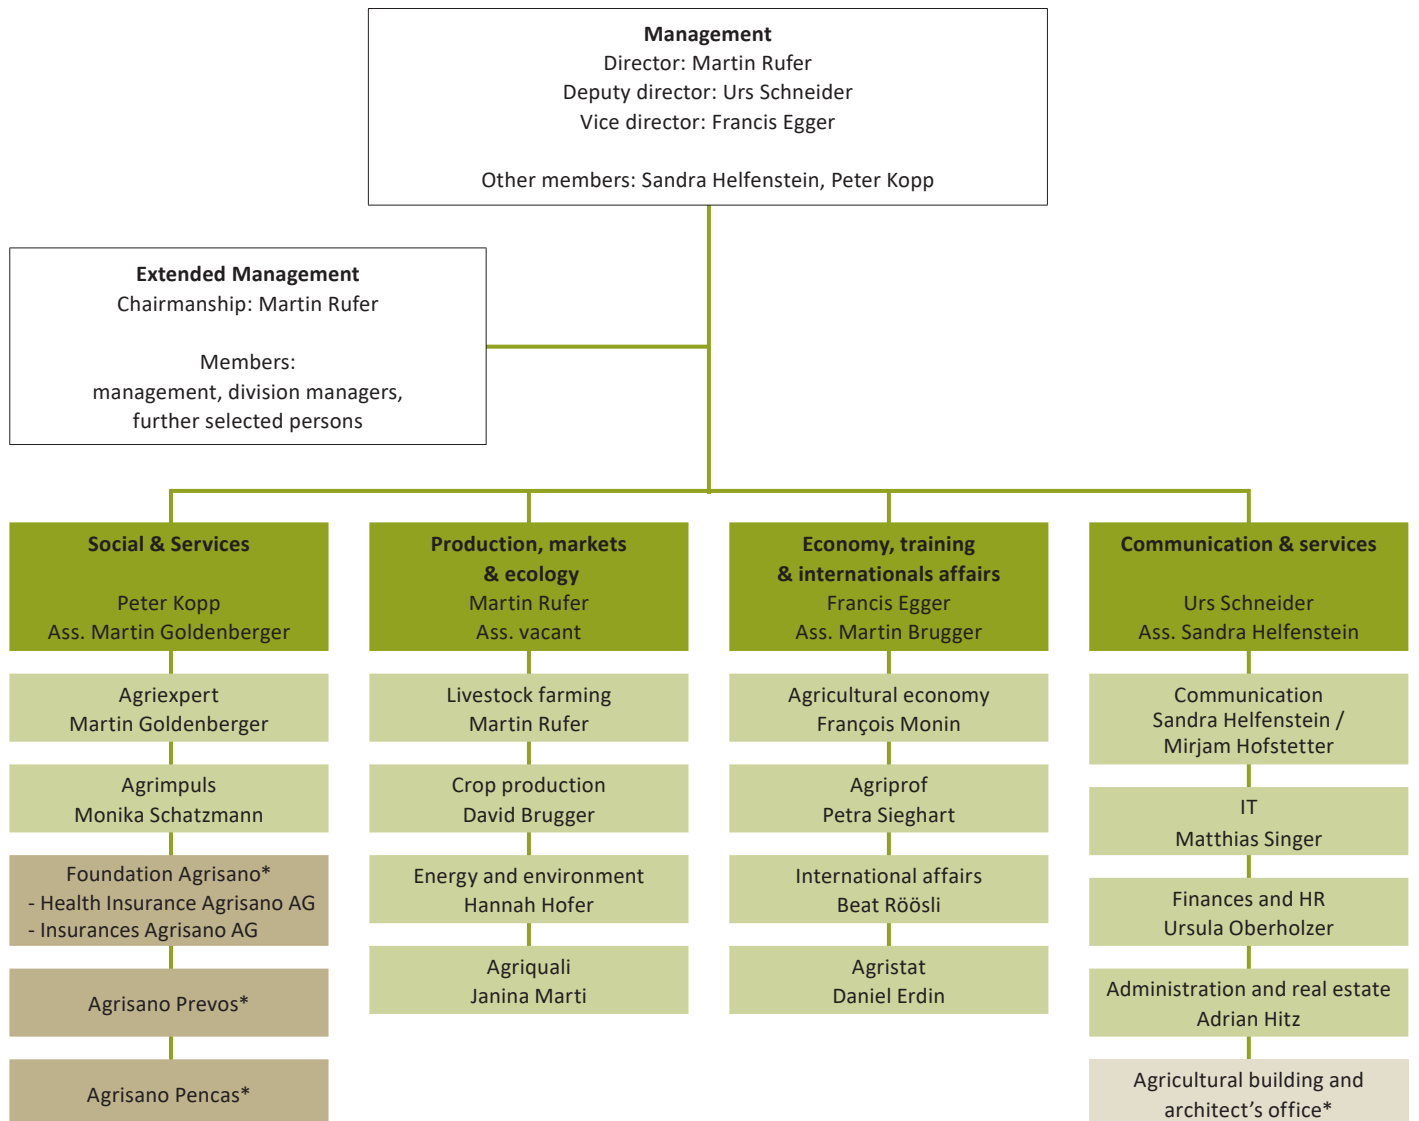 Management
Director: Martin Rufer
Deputy director: Urs Schneider
Vice director: Francis Egger
Other members: Sandra Helfenstein, Peter Kopp
Extended Management
Chairmanship: Martin Rufer
Members:
management, division managers,
further selected persons
Social & Services
Peter Kopp
Ass. Martin Goldenberger
Agriexpert
Martin Goldenberger
Agrimpuls
Monika Schatzmann
Foundation Agrisano*
- Health Insurance Agrisano AG
- Insurances Agrisano AG
Agrisano Prevos*
Agrisano Pencas*
Production, markets
& ecology
Martin Rufer
Ass. vacant
Livestock farming
Martin Rufer
Crop production
David Brugger
Energy and environment
Hannah Hofer
Agriquali
Janina Marti
Economy, training
& internationals affairs
Francis Egger
Ass. Martin Brugger
Agricultural economy
François Monin
Agriprof
Petra Sieghart
International affairs
Beat Röösli
Agristat
Daniel Erdin
Communication & services
Urs Schneider
Ass. Sandra Helfenstein
Communication
Sandra Helfenstein /
Mirjam Hofstetter
IT
Matthias Singer
Finances and HR
Ursula Oberholzer
Administration and real estate
Adrian Hitz
Agricultural building and
architect’s office*